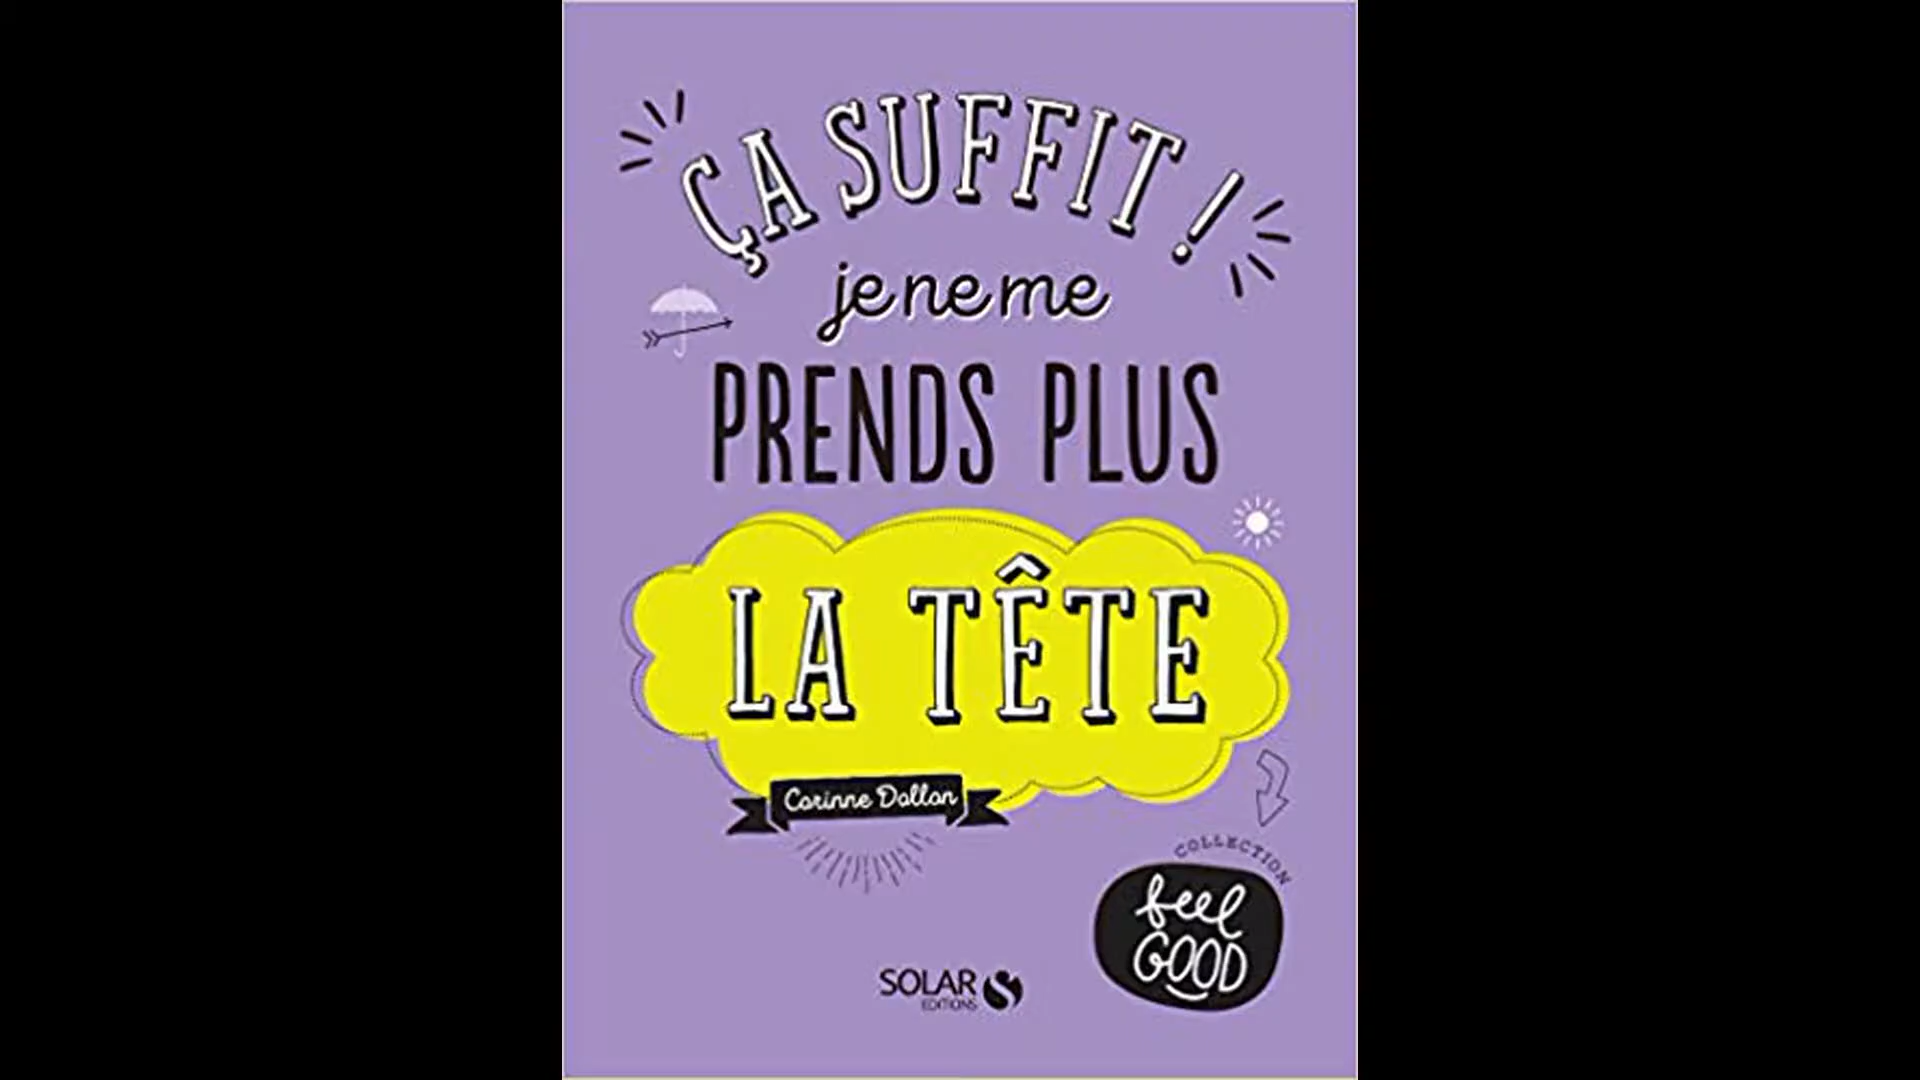 ÇA SUFFIT !
je ne me
PRENDS PLUS
LA TÊTE
Corinne Dollon
COLLECTION
feel
GOOD
SOLAR
EDITIONS